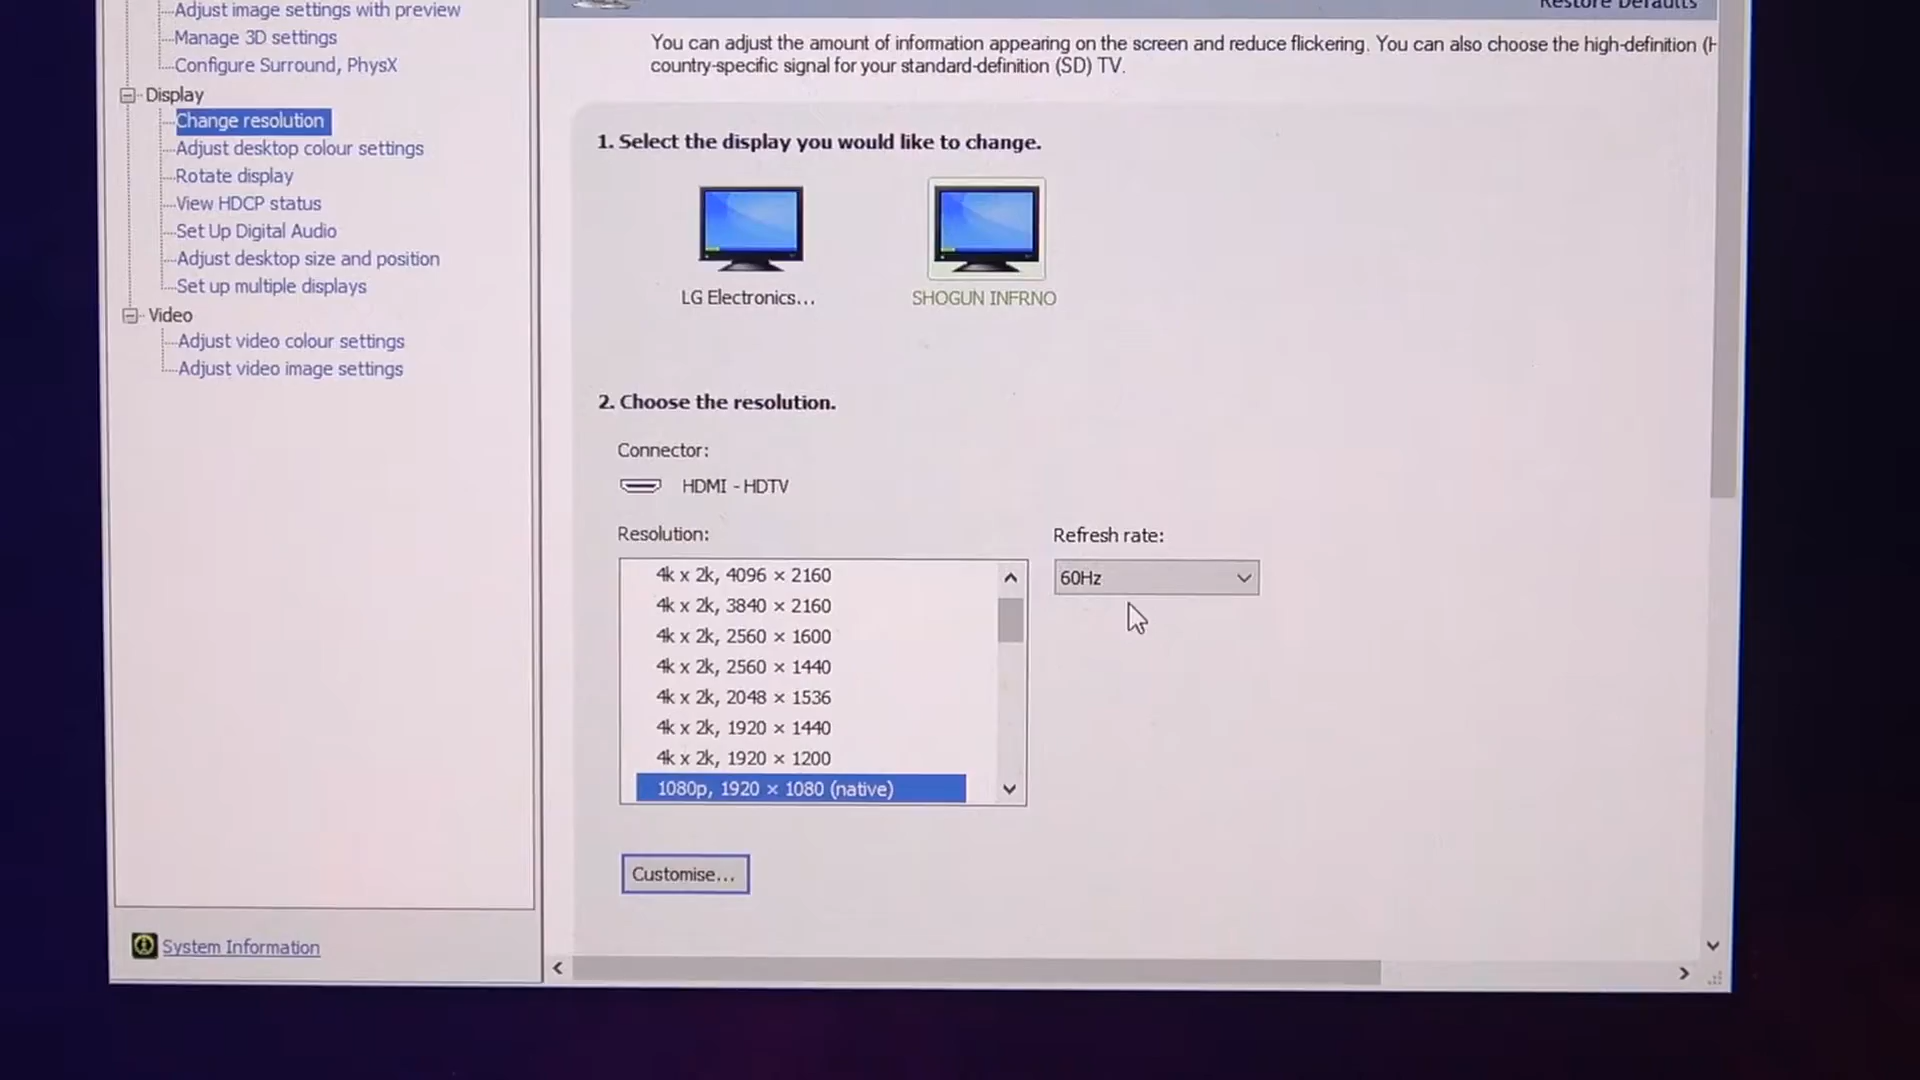 Adjust image settings with preview
Manage 3D settings
Configure Surround, PhysX
Display
Change resolution
Adjust desktop colour settings
Rotate display
View HDCP status
Set Up Digital Audio
Adjust desktop size and position
Set up multiple displays
Video
Adjust video colour settings
Adjust video image settings
System Information
Restore Defaults
You can adjust the amount of information appearing on the screen and reduce flickering. You can also choose the high-definition (H
country-specific signal for your standard-definition (SD) TV.
1. Select the display you would like to change.
LG Electronics...
SHOGUN INFRNO
2. Choose the resolution.
Connector:
HDMI - HDTV
Resolution:
4k x 2k, 4096 × 2160
4k x 2k, 3840 × 2160
4k x 2k, 2560 × 1600
4k x 2k, 2560 × 1440
4k x 2k, 2048 × 1536
4k x 2k, 1920 × 1440
4k x 2k, 1920 × 1200
1080p, 1920 × 1080 (native)
Refresh rate:
60Hz
Customise...